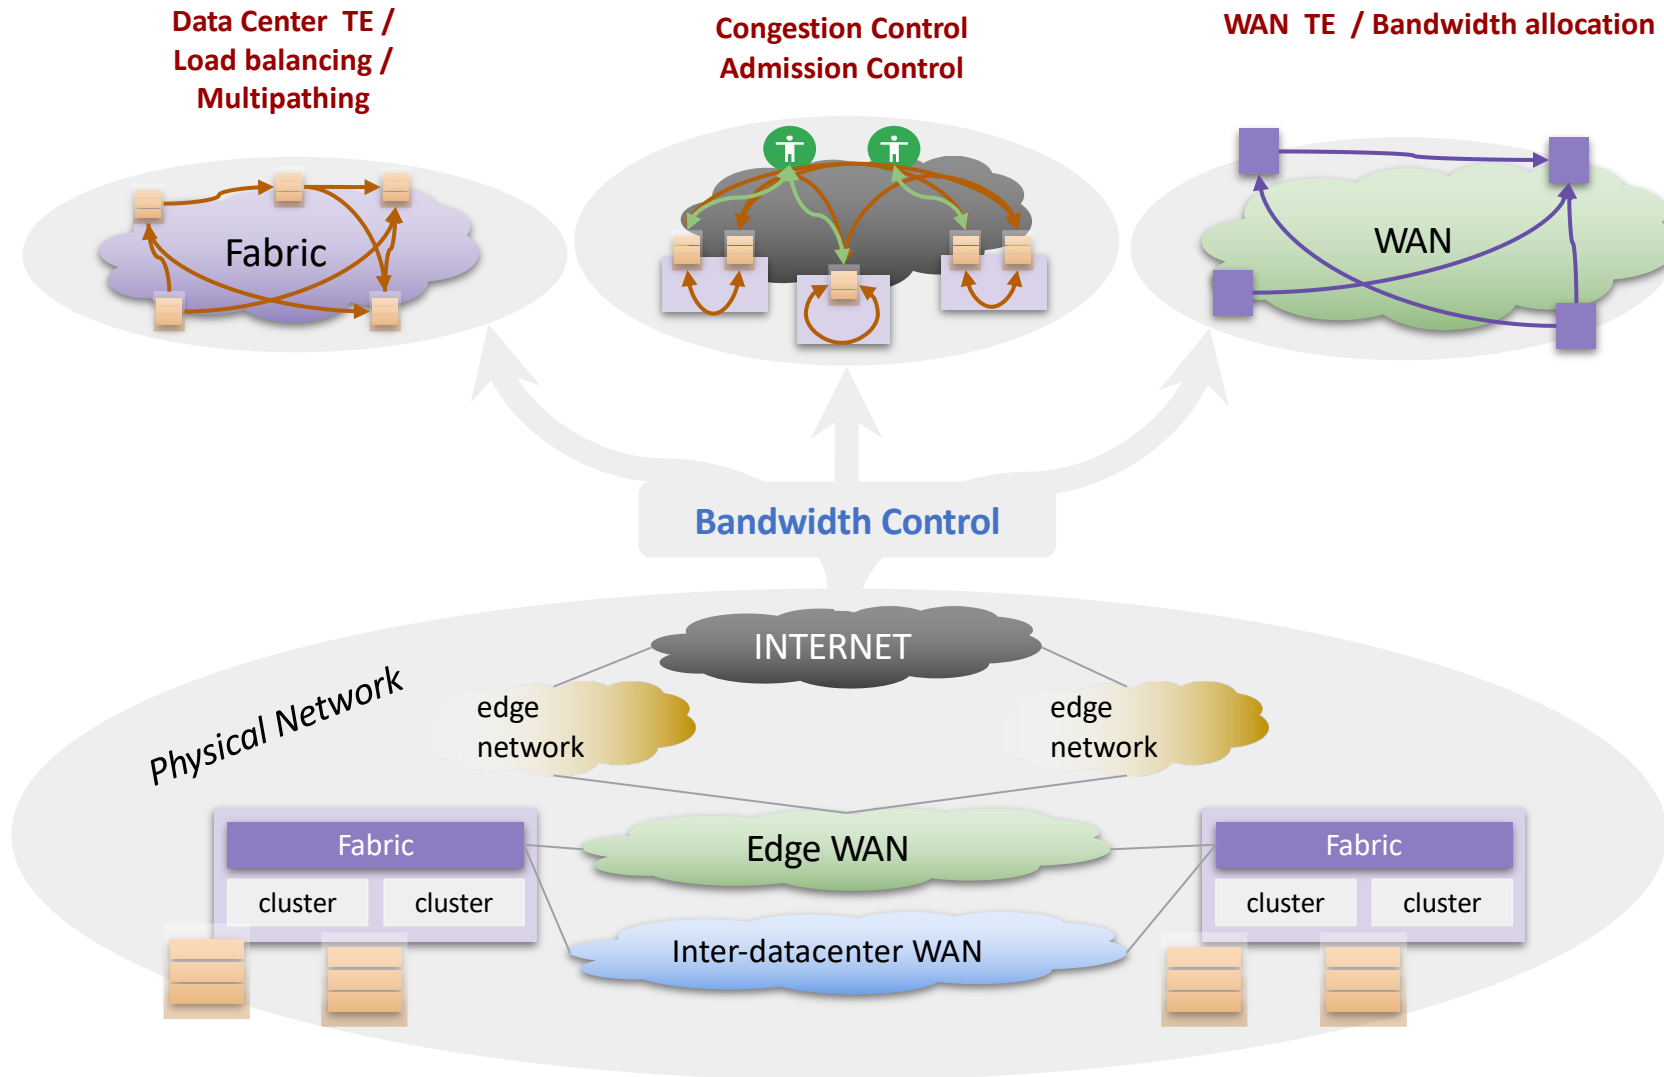 Data Center TE /
Load balancing /
Multipathing
Congestion Control
Admission Control
WAN TE / Bandwidth allocation
Fabric
WAN
Bandwidth Control
Physical Network
INTERNET
edge
network
edge
network
Fabric
cluster
cluster
Edge WAN
Inter-datacenter WAN
Fabric
cluster
cluster